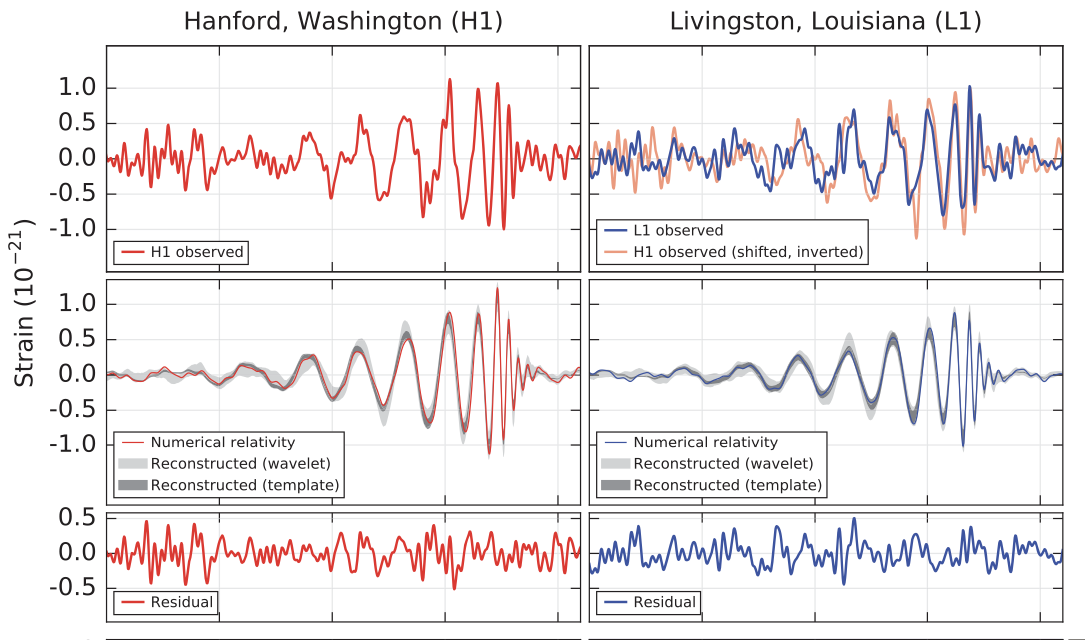 Hanford, Washington (H1)
Livingston, Louisiana (L1)
Strain (10⁻²¹)
1.0
0.5
0.0
-0.5
-1.0
H1 observed
L1 observed
H1 observed (shifted, inverted)
1.0
0.5
0.0
-0.5
-1.0
Numerical relativity
Reconstructed (wavelet)
Reconstructed (template)
Numerical relativity
Reconstructed (wavelet)
Reconstructed (template)
0.5
0.0
-0.5
Residual
Residual